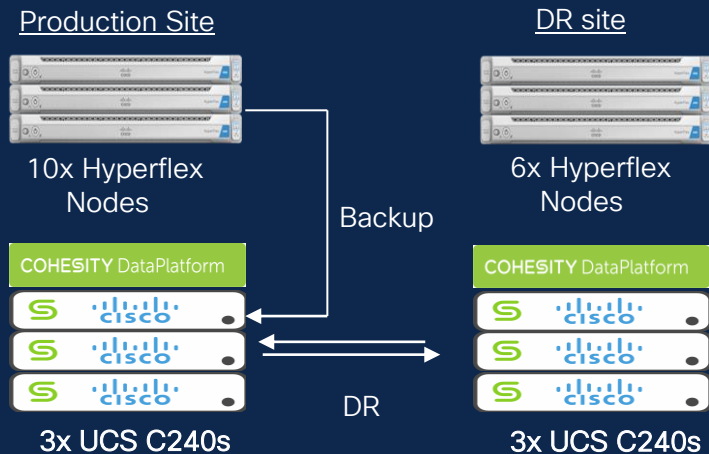 Production Site
DR site
10x Hyperflex
Nodes
6x Hyperflex
Nodes
Backup
COHESITY DataPlatform
COHESITY DataPlatform
CISCO
CISCO
CISCO
CISCO
CISCO
CISCO
DR
3x UCS C240s
3x UCS C240s